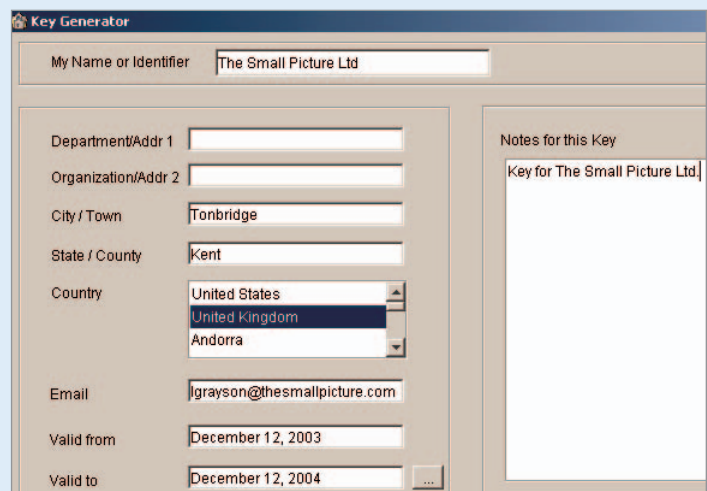 Key Generator
My Name or Identifier The Small Picture Ltd
Department/Addr 1
Organization/Addr 2
City / Town Tonbridge
State / County Kent
Country United States
United Kingdom
Andorra
Email lgrayson@thesmallpicture.com
Valid from December 12, 2003
Valid to December 12, 2004 ...
Notes for this Key
Key for The Small Picture Ltd.